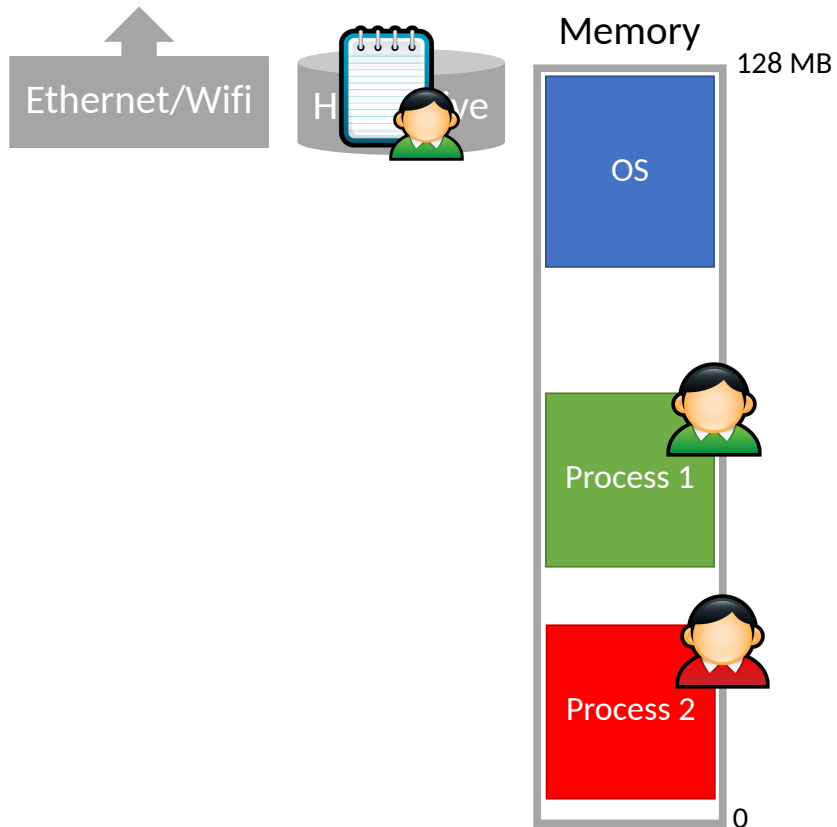 Memory
128 MB
Ethernet/Wifi
OS
Process 1
Process 2
0